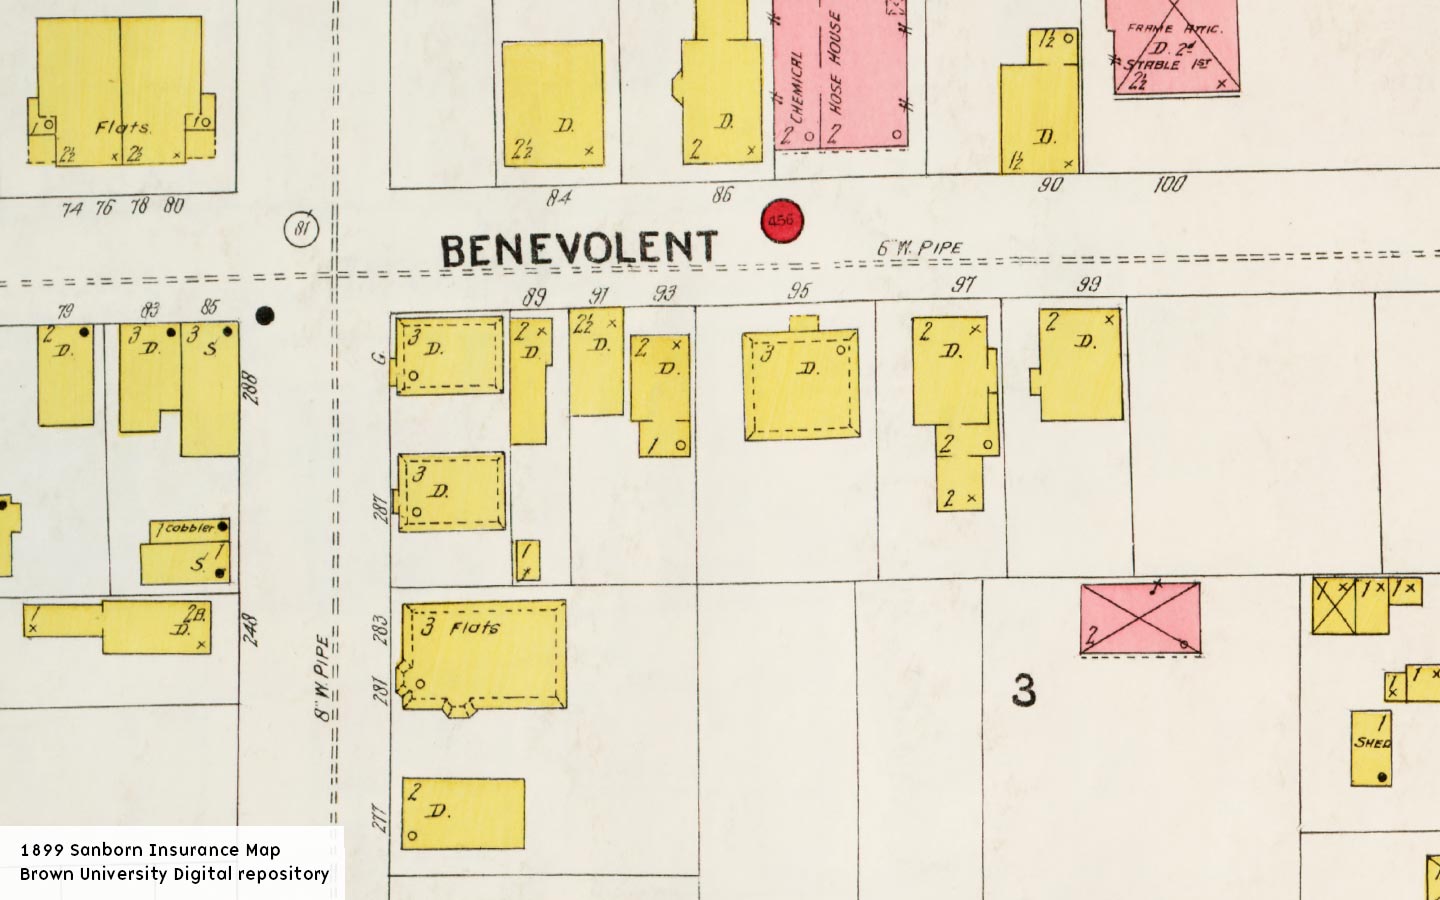 CHEMICAL
HOSE HOUSE
FRAME ATTIC.
D. 2d
STABLE 1ST
2½
1½
Flats.
1
1
2½ x 2½ x
D.
2½ x
D.
2 x
2
2
D.
1½ x
74 76 78 80
84
86
90
100
81
BENEVOLENT
456
6" W. PIPE
79
83
85
89
91
93
95
97
99
2 D.
3 D.
3 S
288
G
3 D.
2 x D.
2½ x D.
2 x D.
1
3 D.
2 x D.
2
2 x
2 x D.
287
3 D.
1 x
1 Cobbler
S. 1
1 x
2B. D. x
248
8" W. PIPE
283
281
3 Flats
2
3
1 x 1 x 1 x
1 x
1 x
1
SHED
277
2 D.
1899 Sanborn Insurance Map
Brown University Digital repository